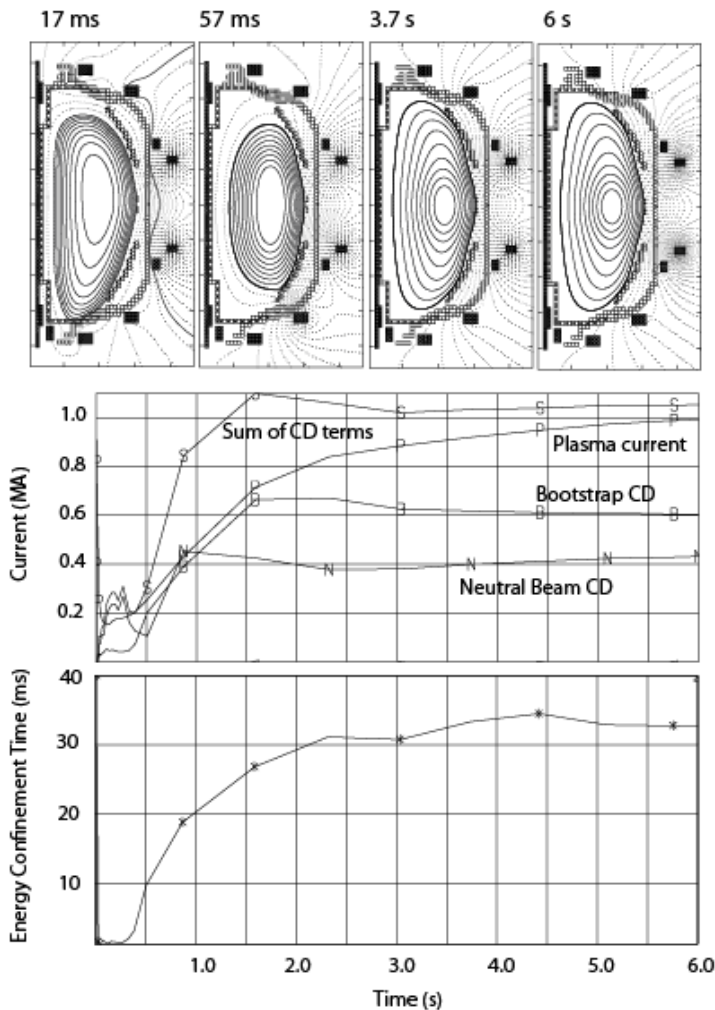 17 ms 57 ms 3.7 s 6 s
1.0
Sum of CD terms
Plasma current
0.8
Bootstrap CD
0.6
0.4
Neutral Beam CD
0.2
Current (MA)
40
30
20
10
Energy Confinement Time (ms)
1.0 2.0 3.0 4.0 5.0 6.0
Time (s)